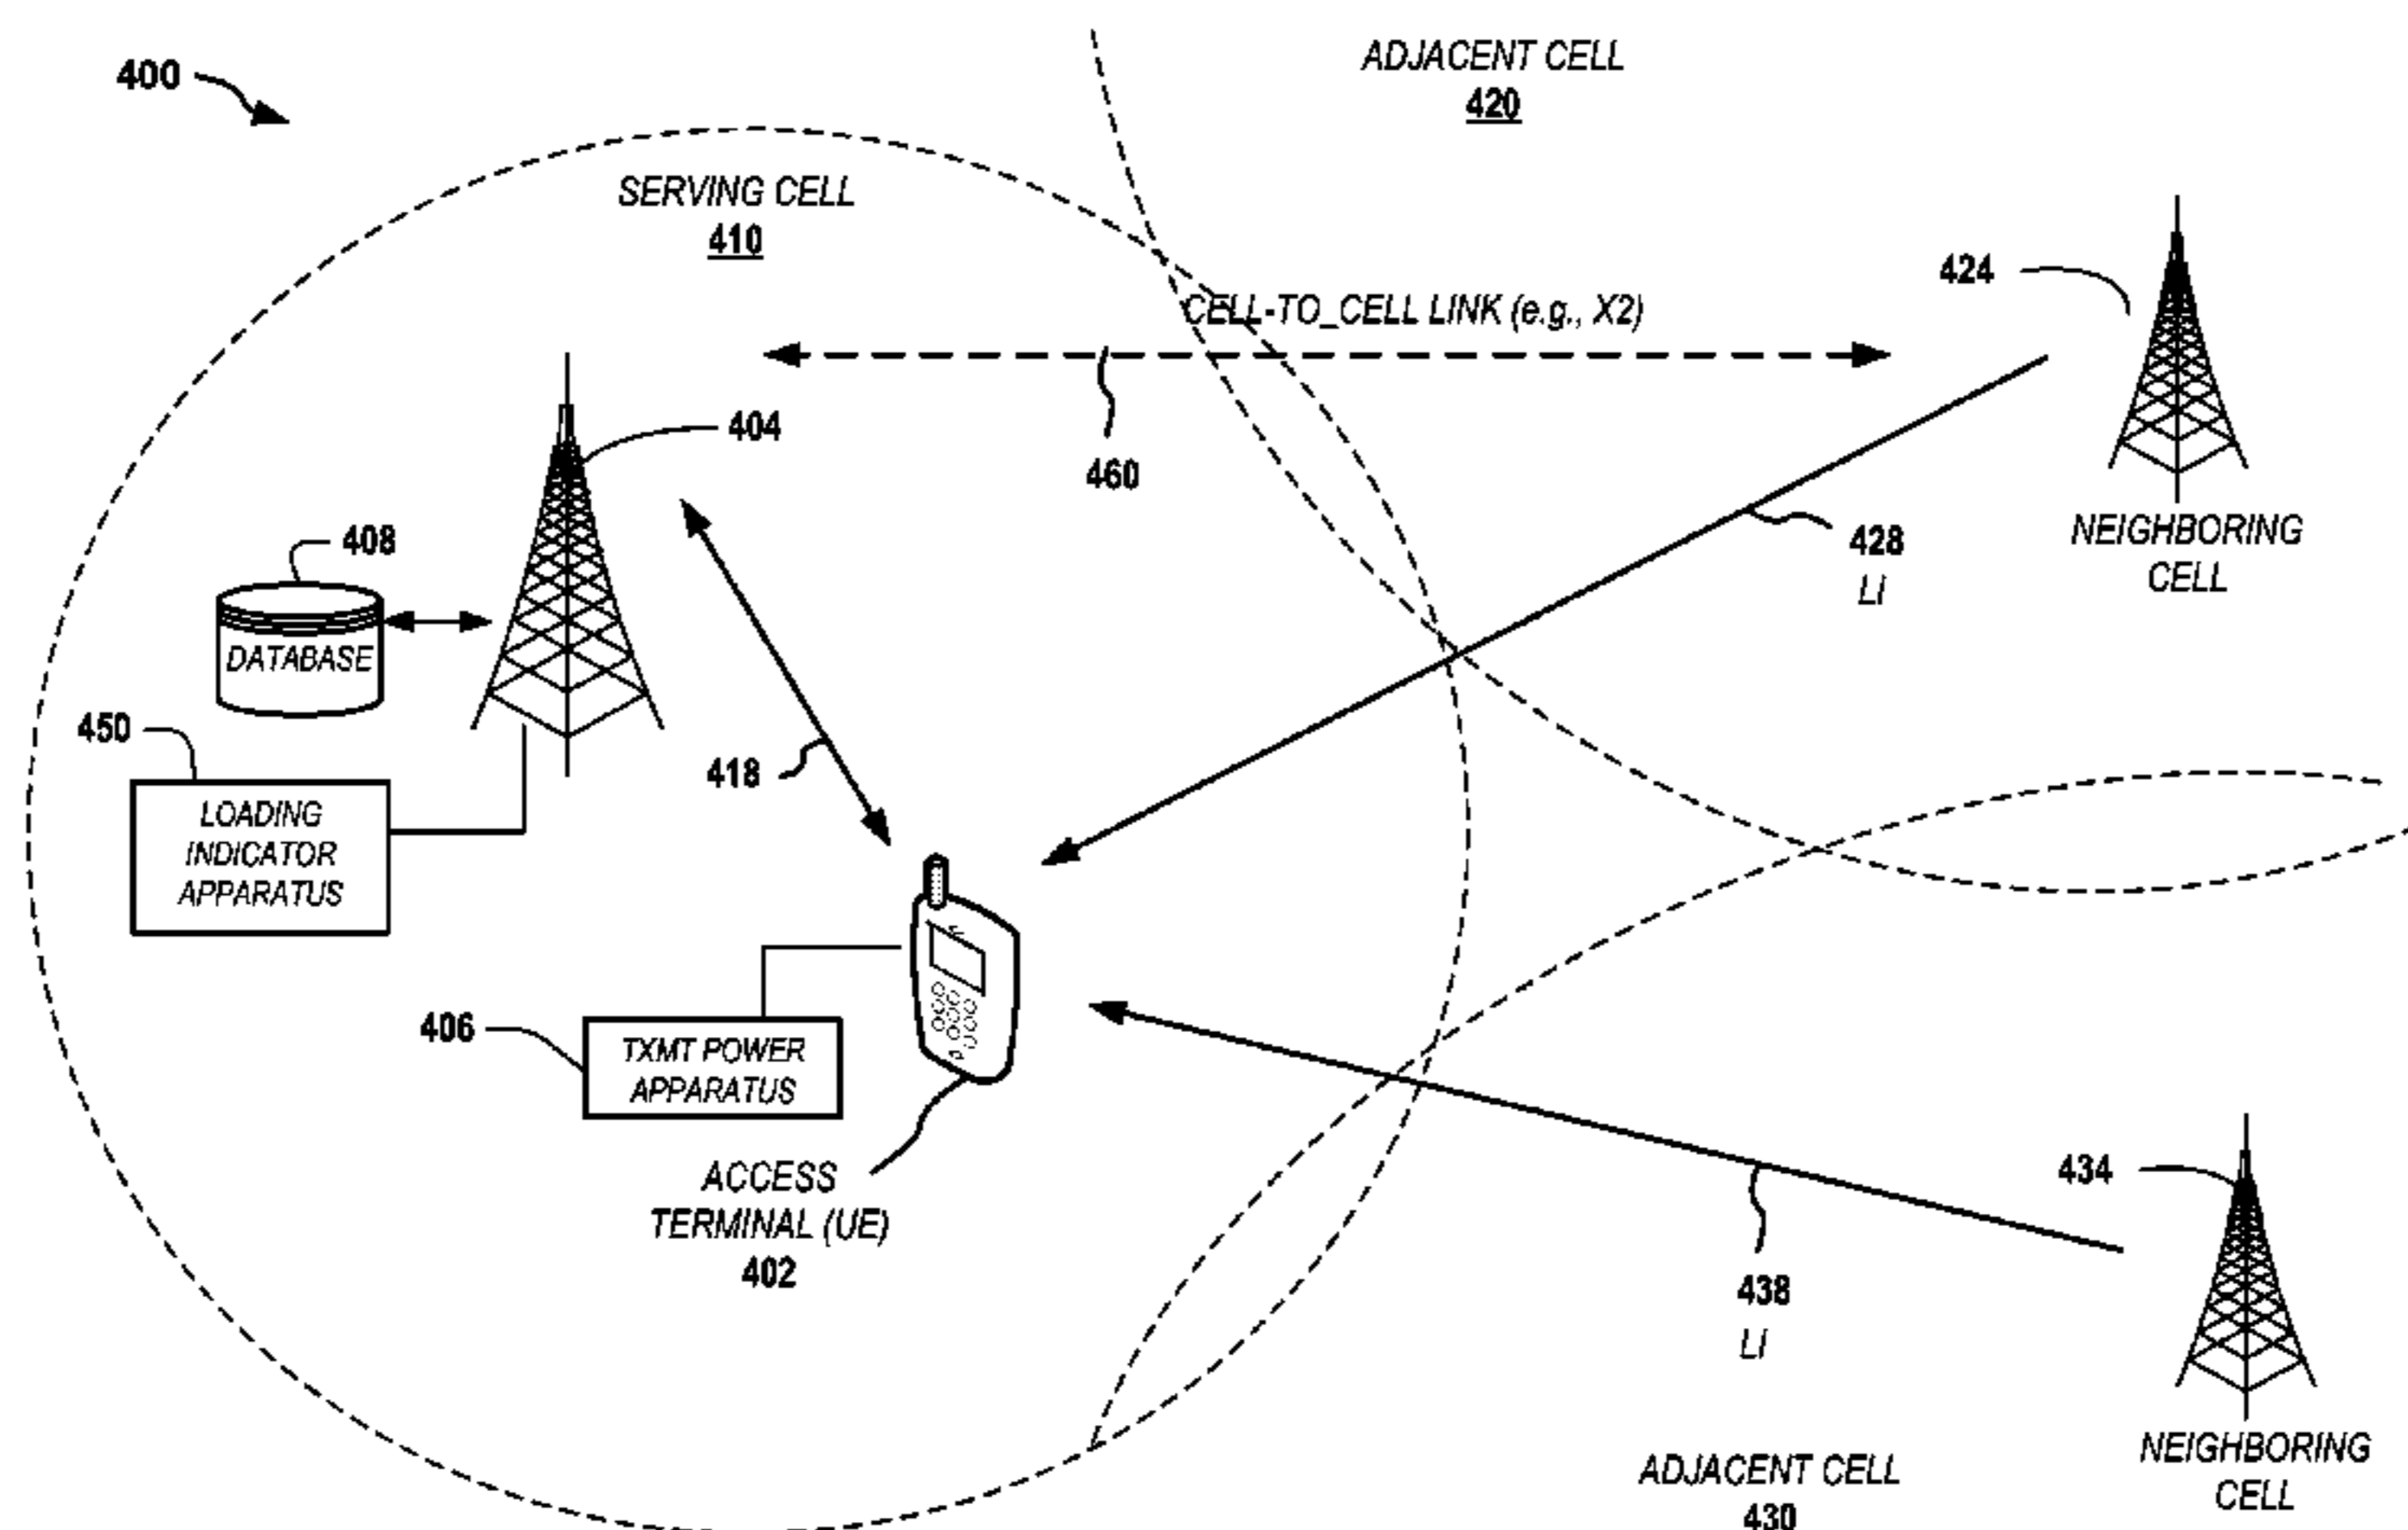 400
ADJACENT CELL
420
SERVING CELL
410
424
CELL-TO_CELL LINK (e.g., X2)
404
460
408
428
LI
NEIGHBORING
CELL
DATABASE
450
418
LOADING
INDICATOR
APPARATUS
406
TXMT POWER
APPARATUS
434
ACCESS
TERMINAL (UE)
402
438
LI
NEIGHBORING
CELL
ADJACENT CELL
430